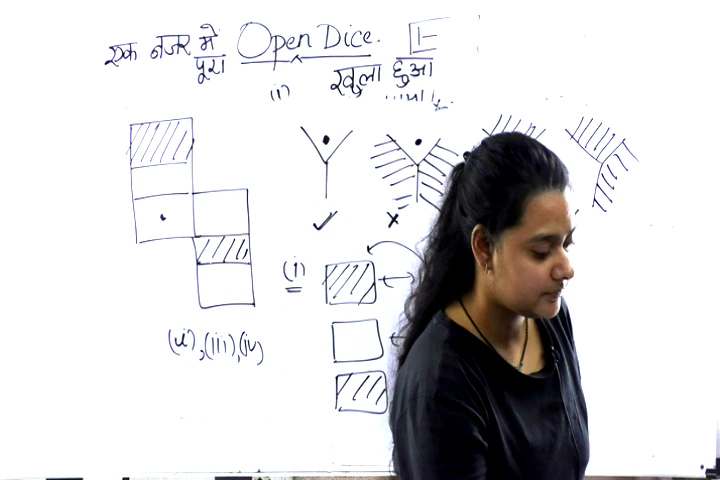 एक नजर में पूरा Open Dice.
खुला हुआ
(i)
(i)
(ii),(iii),(iv)